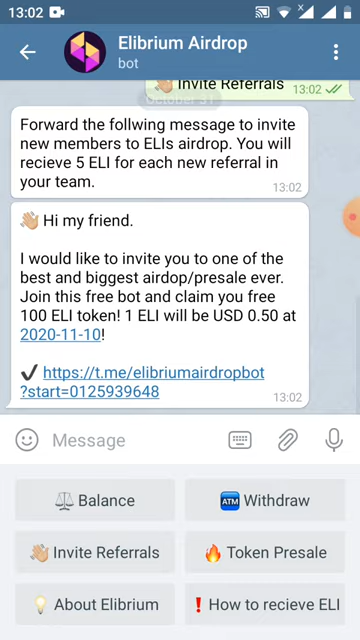 13:02
Elibrium Airdrop
bot
Invite Referrals
13:02
October 31
Forward the follwing message to invite
new members to ELIs airdrop. You will
recieve 5 ELI for each new referral in
your team.
13:02
Hi my friend.
I would like to invite you to one of the
best and biggest airdop/presale ever.
Join this free bot and claim you free
100 ELI token! 1 ELI will be USD 0.50 at
2020-11-10!
https://t.me/elibriumairdropbot
?start=0125939648
13:02
Message
Balance
ATM Withdraw
Invite Referrals
Token Presale
About Elibrium
How to recieve ELI